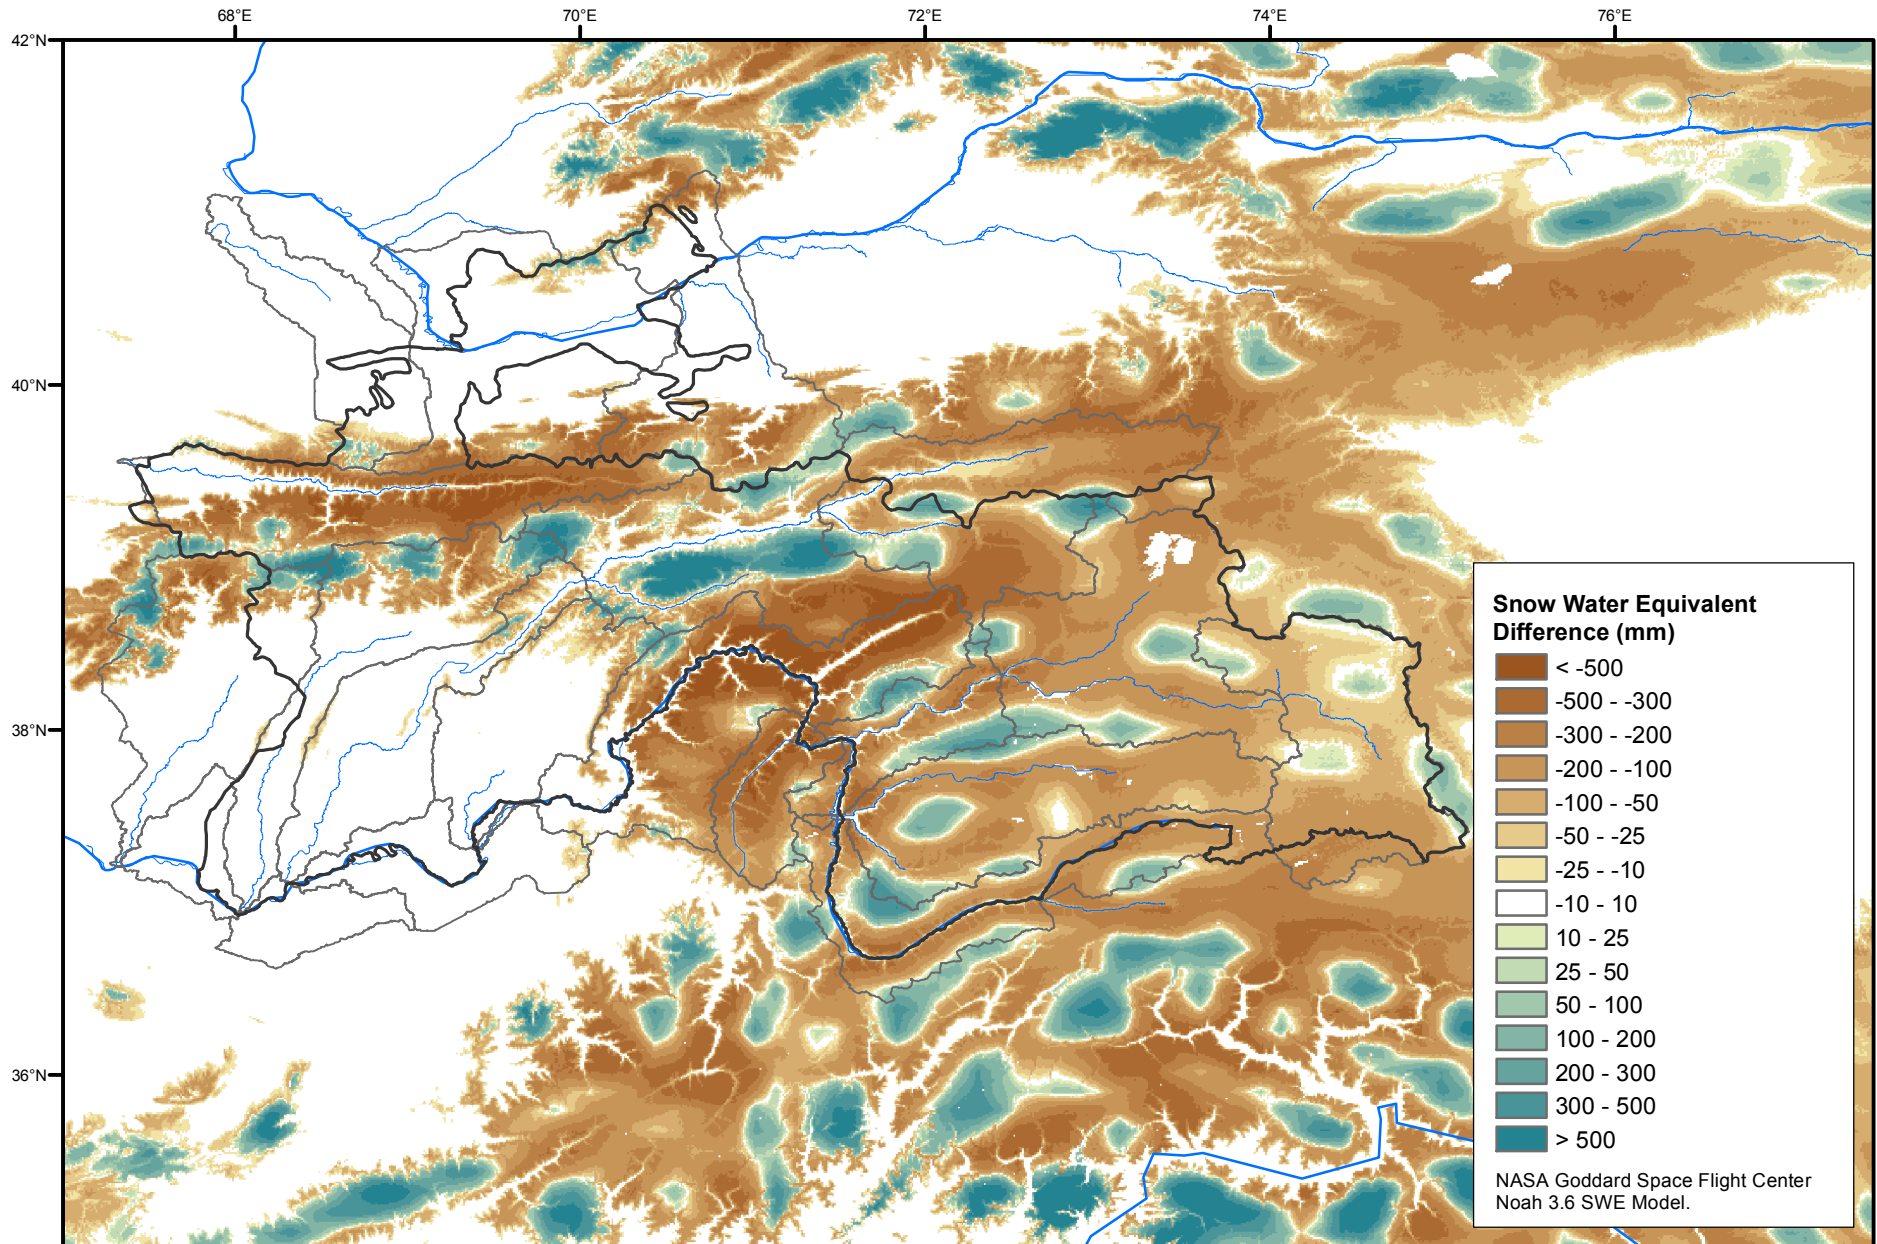 68°E
70°E
72°E
74°E
76°E
42°N
40°N
38°N
36°N
Snow Water Equivalent
Difference (mm)
< -500
-500 - -300
-300 - -200
-200 - -100
-100 - -50
-50 - -25
-25 - -10
-10 - 10
10 - 25
25 - 50
50 - 100
100 - 200
200 - 300
300 - 500
> 500
NASA Goddard Space Flight Center
Noah 3.6 SWE Model.